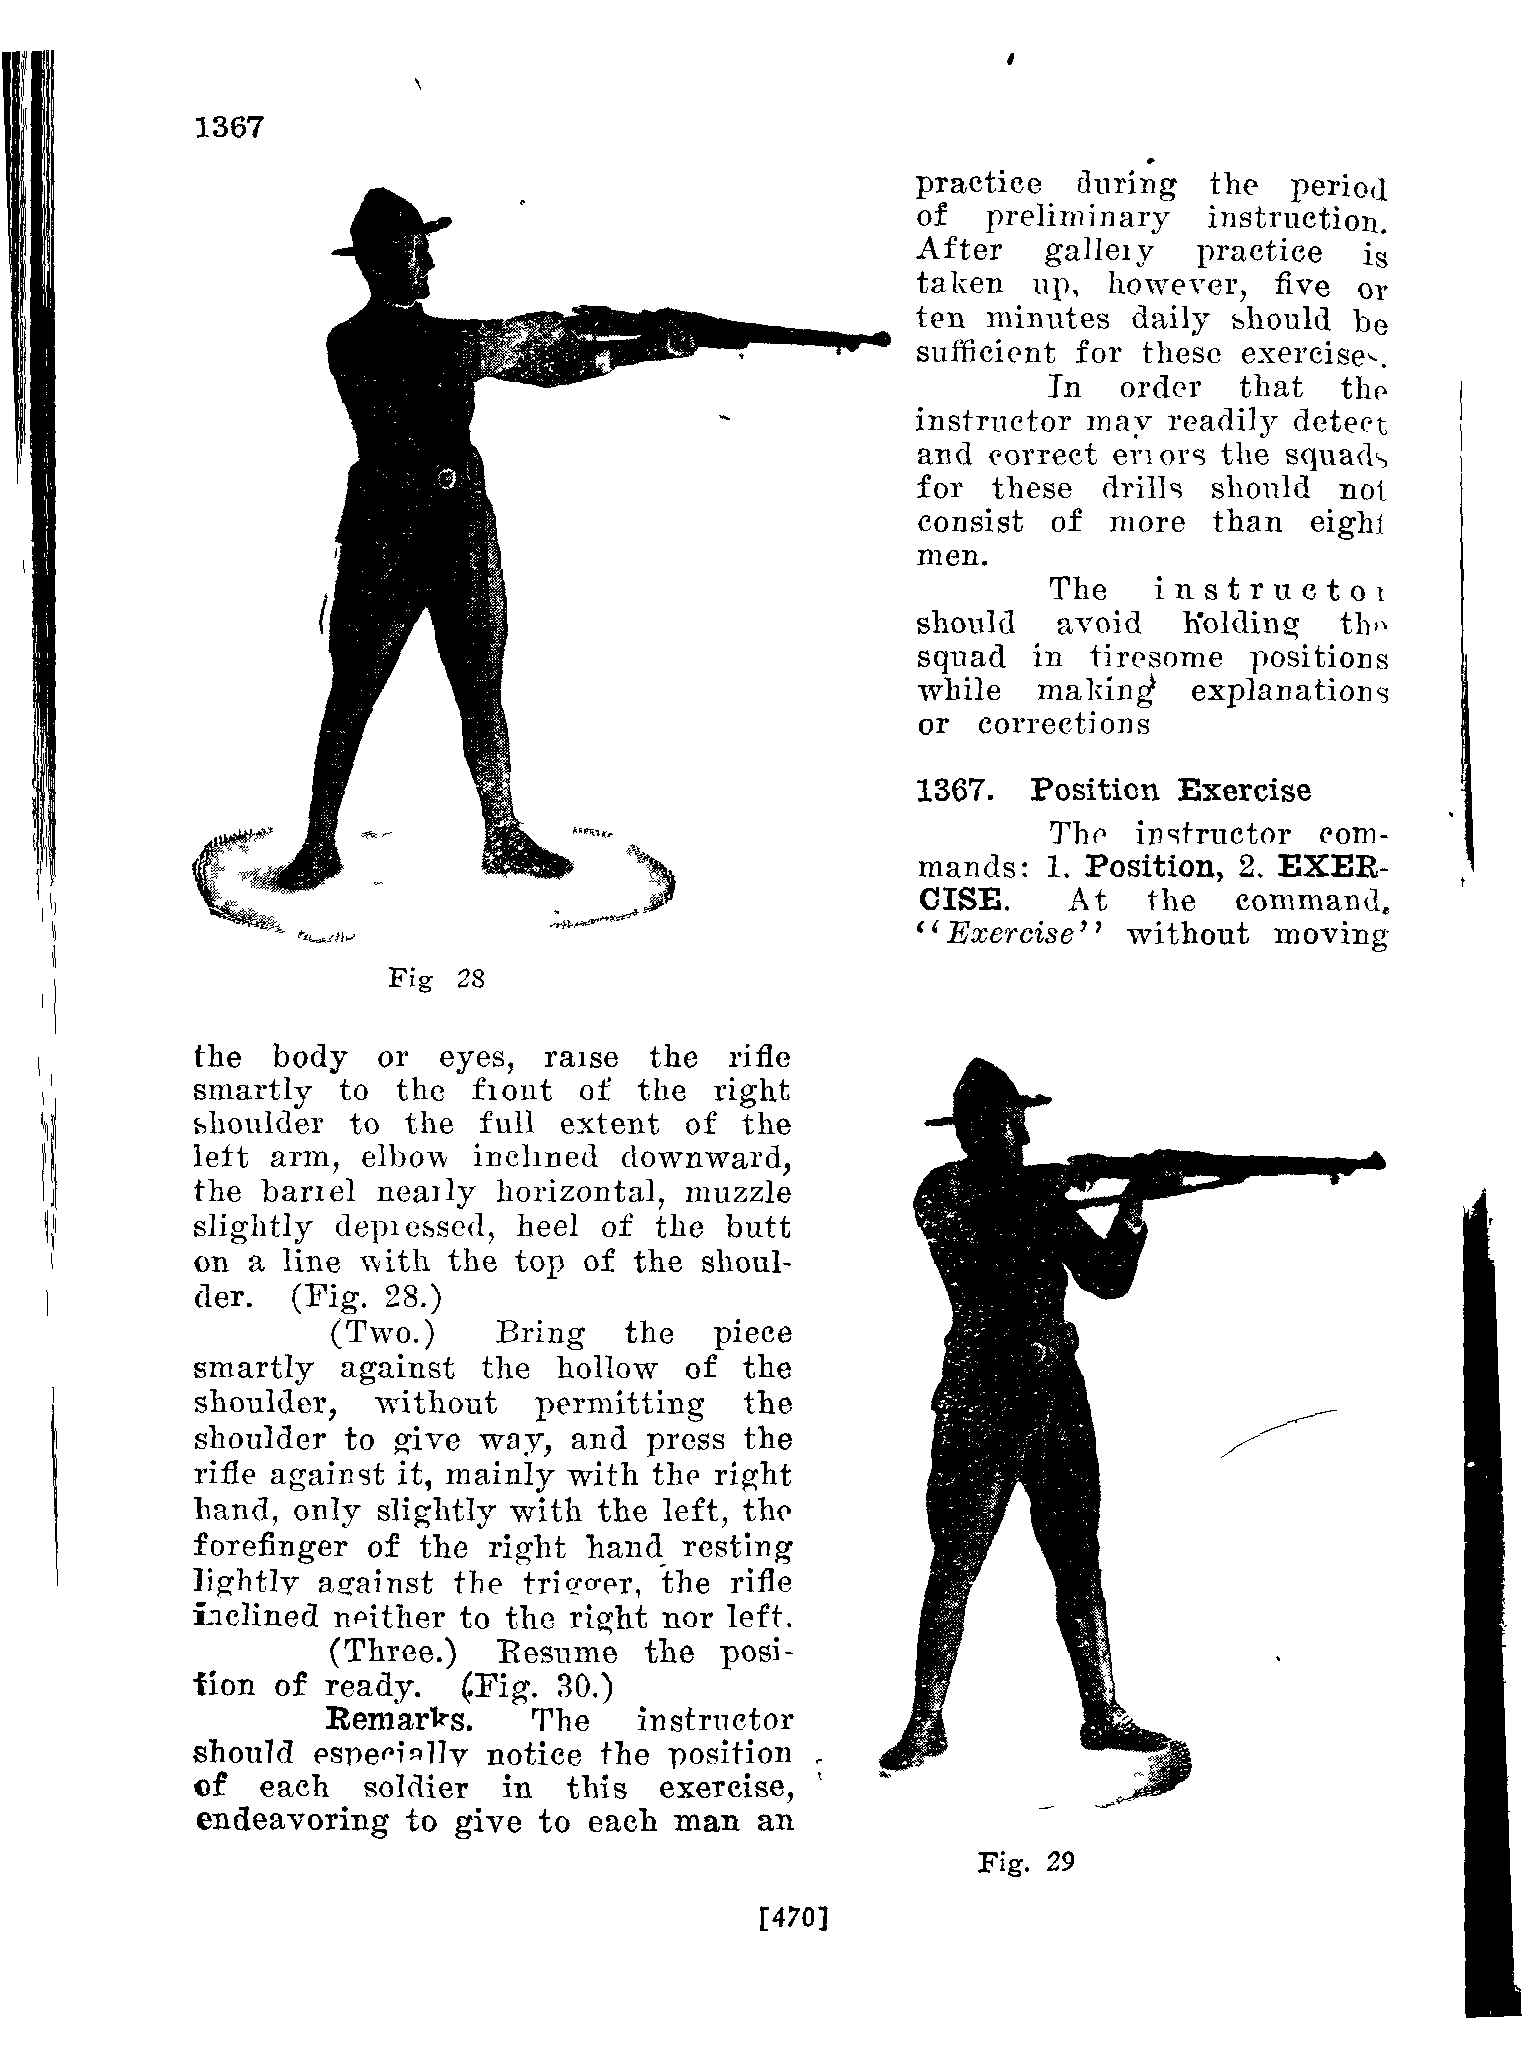 1367
practice during the period
of preliminary instruction.
After gallery practice is
taken up, however, five or
ten minutes daily should be
sufficient for these exercises.
In order that the
instructor may readily detect
and correct errors the squads
for these drills should not
consist of more than eight
men.
The instructor
should avoid holding the
squad in tiresome positions
while making explanations
or corrections
1367. Position Exercise
The instructor com-
mands: 1. Position, 2. EXER-
CISE. At the command,
“Exercise” without moving
Fig 28
the body or eyes, raise the rifle
smartly to the front of the right
shoulder to the full extent of the
left arm, elbow inclined downward,
the barrel nearly horizontal, muzzle
slightly depressed, heel of the butt
on a line with the top of the shoul-
der. (Fig. 28.)
(Two.) Bring the piece
smartly against the hollow of the
shoulder, without permitting the
shoulder to give way, and press the
rifle against it, mainly with the right
hand, only slightly with the left, the
forefinger of the right hand resting
lightly against the trigger, the rifle
inclined neither to the right nor left.
(Three.) Resume the posi-
tion of ready. (Fig. 30.)
Remarks. The instructor
should especially notice the position
of each soldier in this exercise,
endeavoring to give to each man an
Fig. 29
[470]